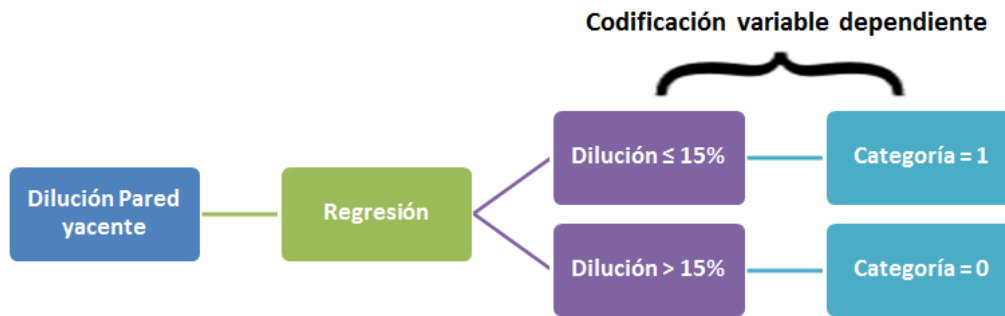 Codificación variable dependiente
Dilución Pared
yacente
Regresión
Dilución ≤ 15%
Categoría = 1
Dilución > 15%
Categoría = 0